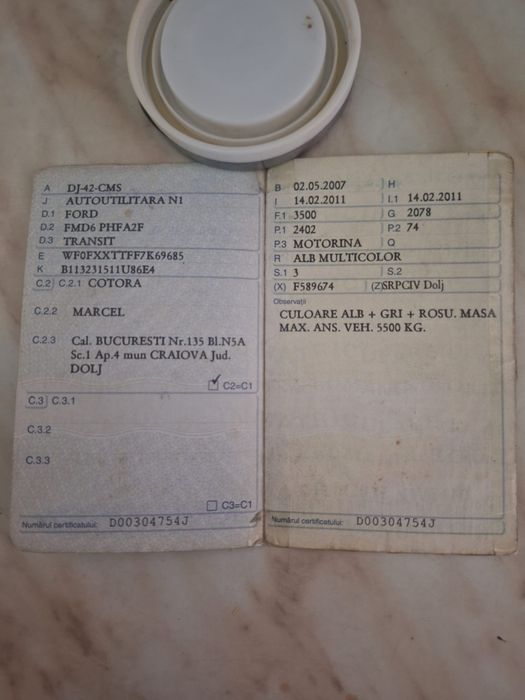 A DJ-42-CMS
J AUTOUTILITARA N1
D.1 FORD
D.2 FMD6 PHFA2F
D.3 TRANSIT
E WF0FXXTTFF7K69685
K B113231511U86E4
C.2 C.2.1 COTORA
C.2.2 MARCEL
C.2.3 Cal. BUCURESTI Nr.135 Bl.N5A
Sc.1 Ap.4 mun CRAIOVA Jud.
DOLJ
C2=C1
C.3 C.3.1
C.3.2
C.3.3
C3=C1
Numărul certificatului: D00304754J
B 02.05.2007 H
I 14.02.2011 I.1 14.02.2011
F.1 3500 G 2078
P.1 2402 P.2 74
P.3 MOTORINA Q
R ALB MULTICOLOR
S.1 3 S.2
(X) F589674 (Z)SRPCIV Dolj
Observaţii
CULOARE ALB + GRI + ROSU. MASA
MAX. ANS. VEH. 5500 KG.
Numărul certificatului: D00304754J